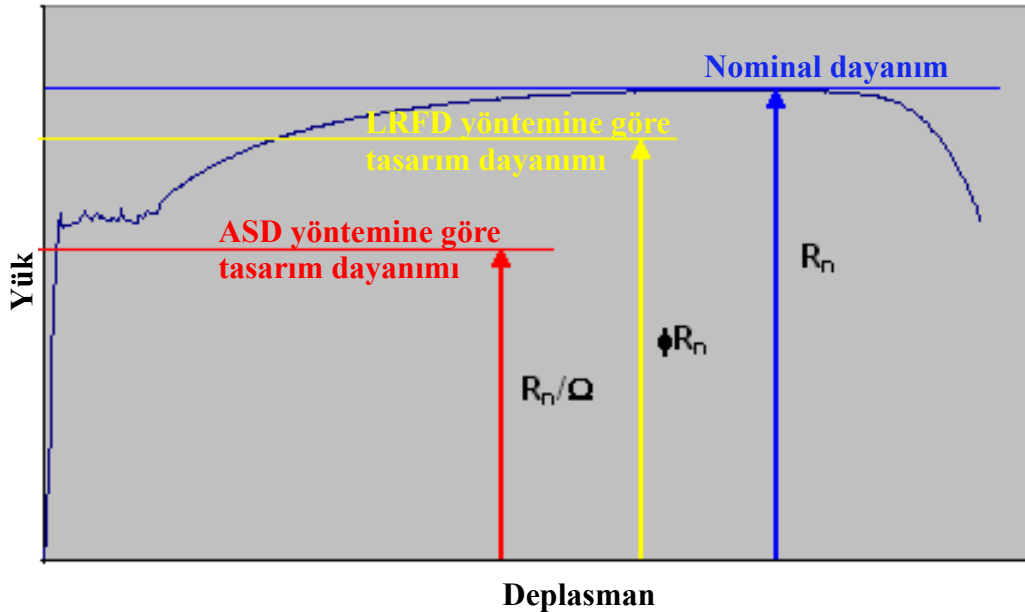 Nominal dayanım
LRFD yöntemine göre
tasarım dayanımı
ASD yöntemine göre
tasarım dayanımı
Yük
Rn
ϕRn
Rn/Ω
Deplasman